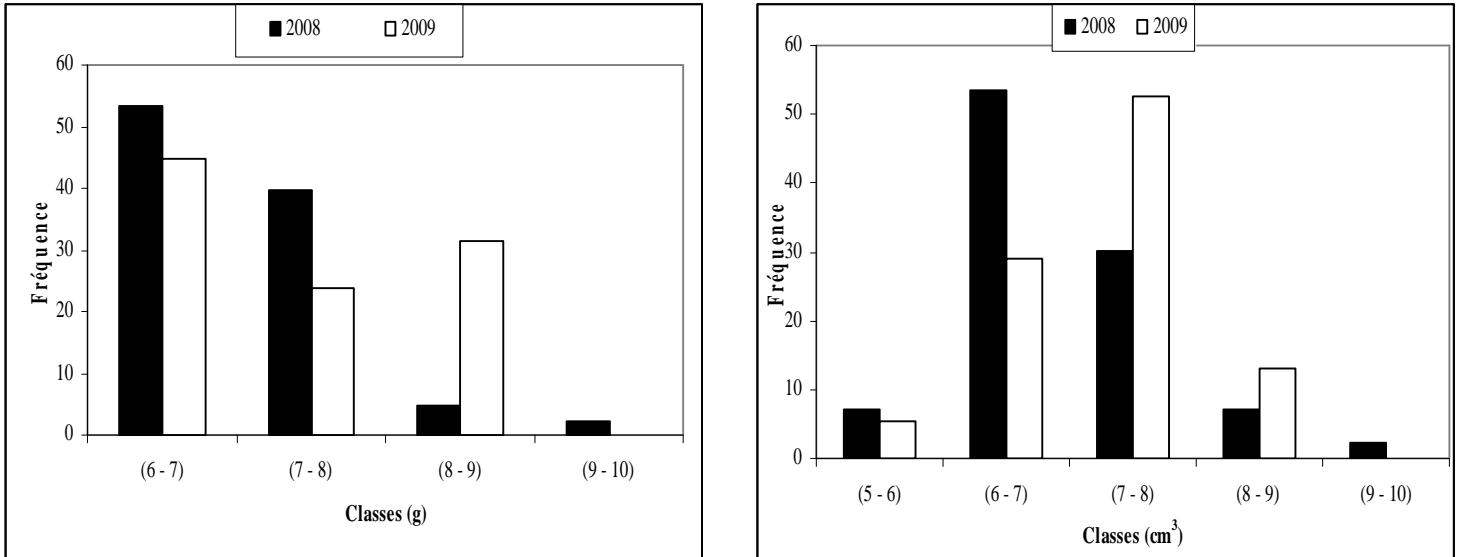 2008 2009
60
50
40
30
20
10
0
Fréquence
(6 - 7) (7 - 8) (8 - 9) (9 - 10)
Classes (g)
2008 2009
60
50
40
30
20
10
0
Fréquence
(5 - 6) (6 - 7) (7 - 8) (8 - 9) (9 - 10)
Classes (cm³)